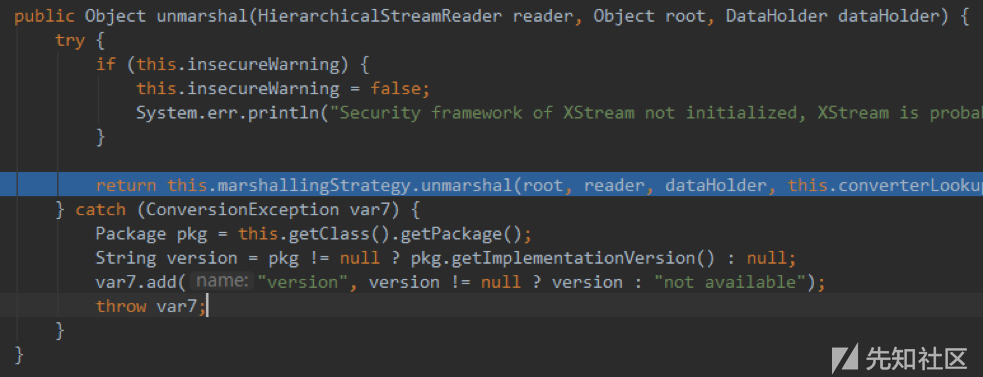 public Object unmarshal(HierarchicalStreamReader reader, Object root, DataHolder dataHolder) {
try {
if (this.insecureWarning) {
this.insecureWarning = false;
System.err.println("Security framework of XStream not initialized, XStream is probab
}
return this.marshallingStrategy.unmarshal(root, reader, dataHolder, this.converterLookup
} catch (ConversionException var7) {
Package pkg = this.getClass().getPackage();
String version = pkg != null ? pkg.getImplementationVersion() : null;
var7.add( name: "version", version != null ? version : "not available");
throw var7;
}
}
先知社区